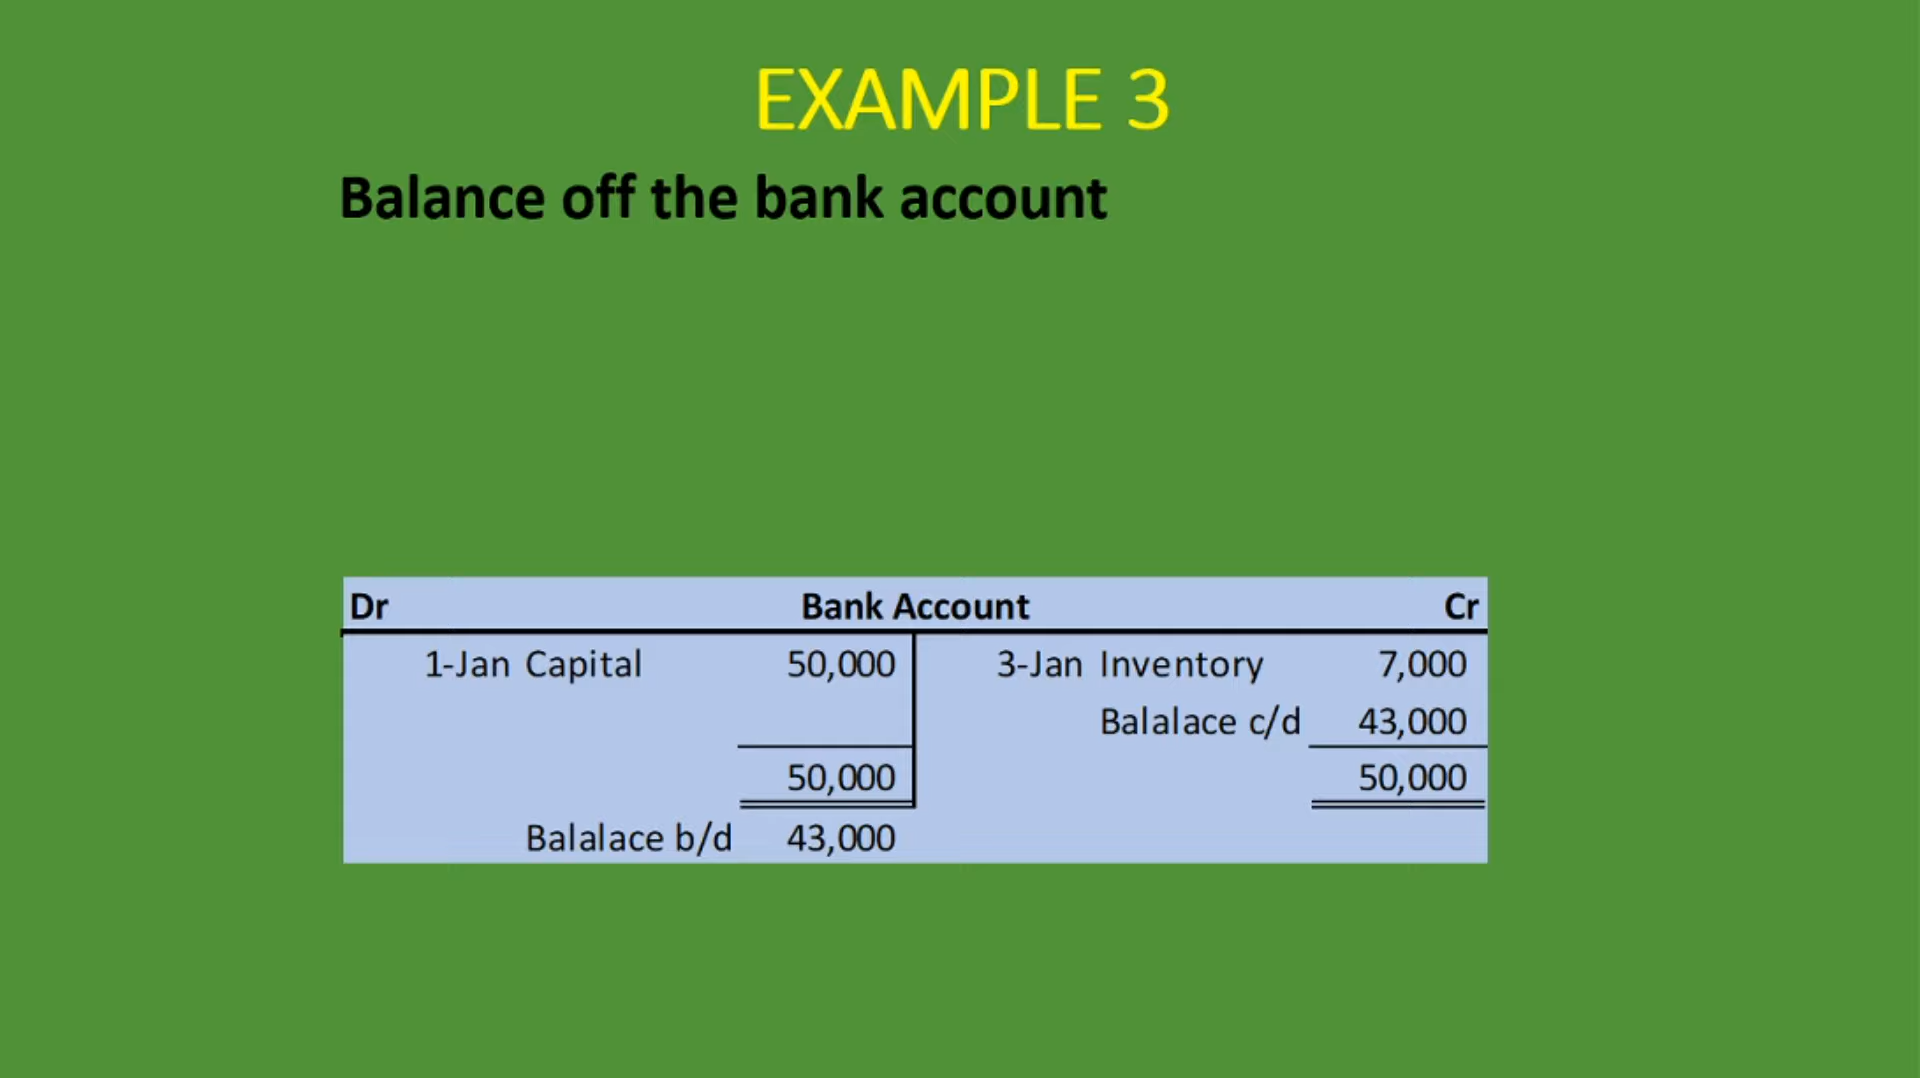 EXAMPLE 3
Balance off the bank account
Dr Bank Account Cr
1-Jan Capital 50,000 3-Jan Inventory 7,000
Balalace c/d 43,000
50,000 50,000
Balalace b/d 43,000